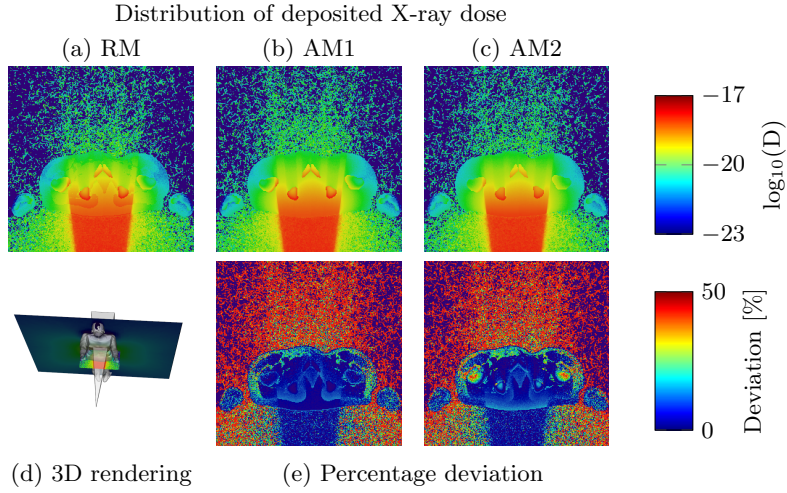 Distribution of deposited X-ray dose
(a) RM
(b) AM1
(c) AM2
−17
−20
−23
log10(D)
50
0
Deviation [%]
(d) 3D rendering
(e) Percentage deviation